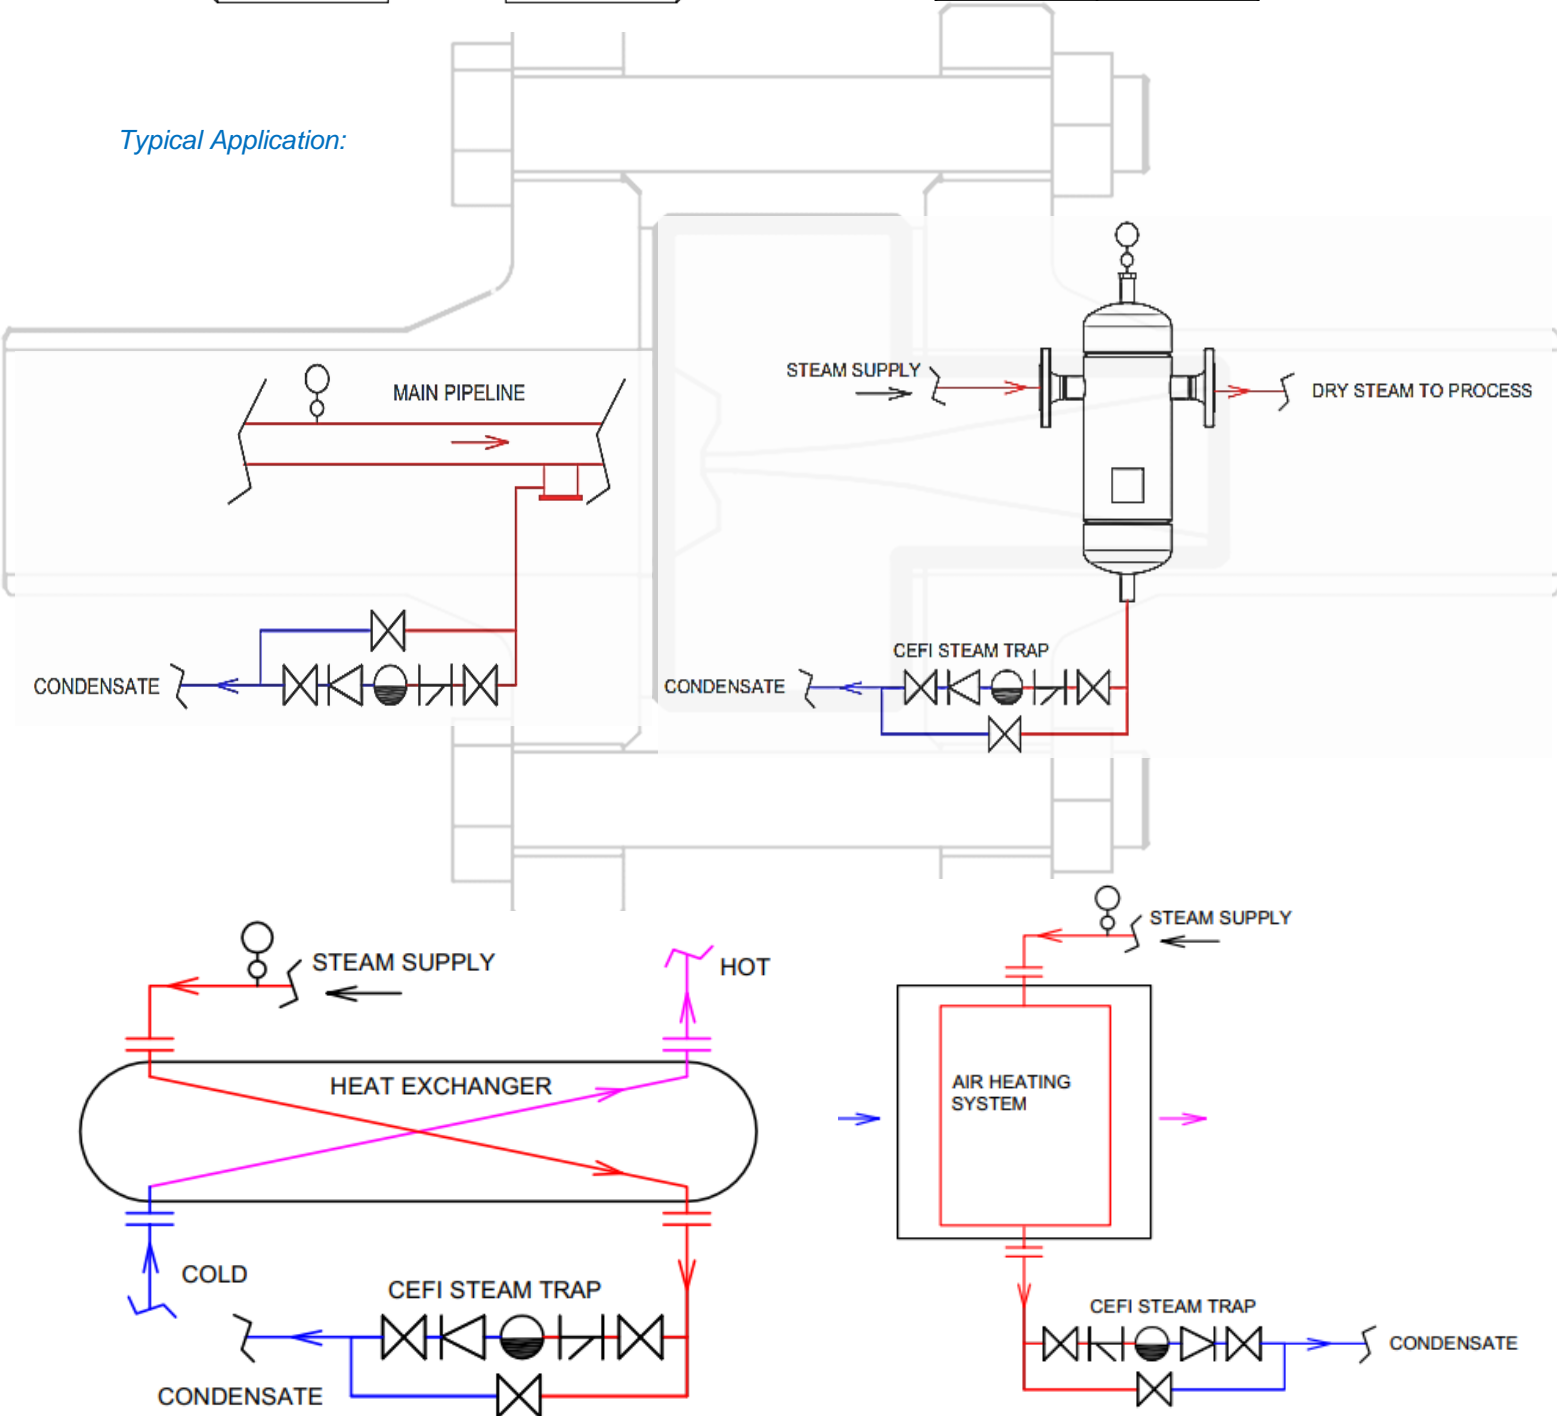 Typical Application:
MAIN PIPELINE
CONDENSATE
STEAM SUPPLY
DRY STEAM TO PROCESS
CEFI STEAM TRAP
CONDENSATE
STEAM SUPPLY
HOT
HEAT EXCHANGER
COLD
CEFI STEAM TRAP
CONDENSATE
STEAM SUPPLY
AIR HEATING
SYSTEM
CEFI STEAM TRAP
CONDENSATE